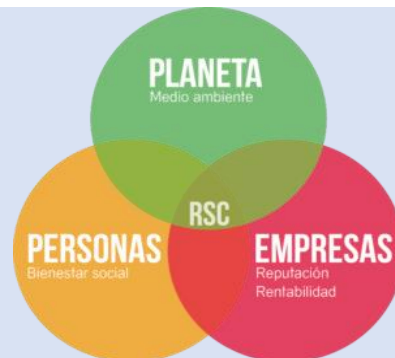 PLANETA
Medio ambiente
RSC
PERSONAS
Bienestar social
EMPRESAS
Reputación
Rentabilidad